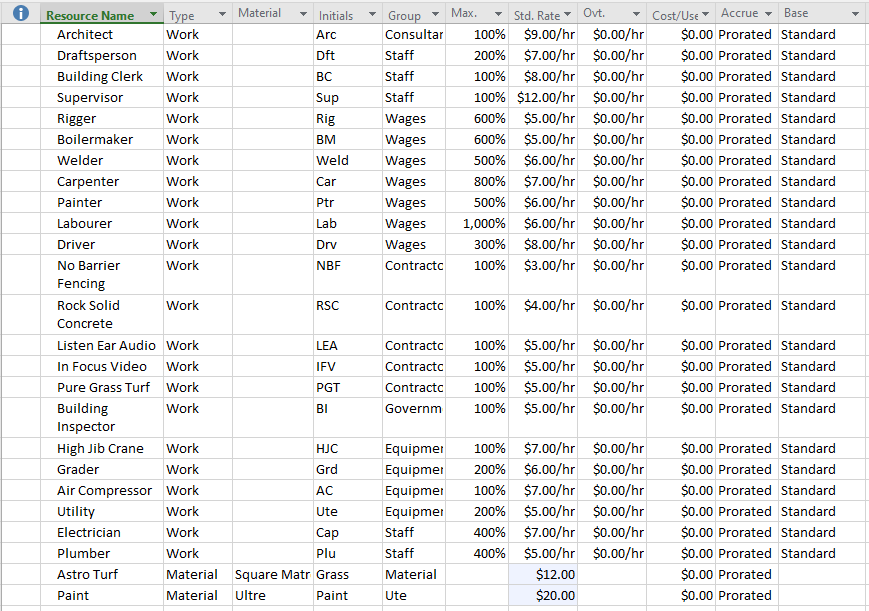 Resource Name Type Material Initials Group Max. Std. Rate Ovt. Cost/Use Accrue Base
Architect Work Arc Consultar 100% $9.00/hr $0.00/hr $0.00 Prorated Standard
Draftsperson Work Dft Staff 200% $7.00/hr $0.00/hr $0.00 Prorated Standard
Building Clerk Work BC Staff 100% $8.00/hr $0.00/hr $0.00 Prorated Standard
Supervisor Work Sup Staff 100% $12.00/hr $0.00/hr $0.00 Prorated Standard
Rigger Work Rig Wages 600% $5.00/hr $0.00/hr $0.00 Prorated Standard
Boilermaker Work BM Wages 600% $5.00/hr $0.00/hr $0.00 Prorated Standard
Welder Work Weld Wages 500% $6.00/hr $0.00/hr $0.00 Prorated Standard
Carpenter Work Car Wages 800% $7.00/hr $0.00/hr $0.00 Prorated Standard
Painter Work Ptr Wages 500% $6.00/hr $0.00/hr $0.00 Prorated Standard
Labourer Work Lab Wages 1,000% $6.00/hr $0.00/hr $0.00 Prorated Standard
Driver Work Drv Wages 300% $8.00/hr $0.00/hr $0.00 Prorated Standard
No Barrier Work NBF Contractc 100% $3.00/hr $0.00/hr $0.00 Prorated Standard
Fencing
Rock Solid Work RSC Contractc 100% $4.00/hr $0.00/hr $0.00 Prorated Standard
Concrete
Listen Ear Audio Work LEA Contractc 100% $5.00/hr $0.00/hr $0.00 Prorated Standard
In Focus Video Work IFV Contractc 100% $5.00/hr $0.00/hr $0.00 Prorated Standard
Pure Grass Turf Work PGT Contractc 100% $5.00/hr $0.00/hr $0.00 Prorated Standard
Building Work BI Governm 100% $5.00/hr $0.00/hr $0.00 Prorated Standard
Inspector
High Jib Crane Work HJC Equipmer 100% $7.00/hr $0.00/hr $0.00 Prorated Standard
Grader Work Grd Equipmer 200% $6.00/hr $0.00/hr $0.00 Prorated Standard
Air Compressor Work AC Equipmer 100% $7.00/hr $0.00/hr $0.00 Prorated Standard
Utility Work Ute Equipmer 200% $5.00/hr $0.00/hr $0.00 Prorated Standard
Electrician Work Cap Staff 400% $7.00/hr $0.00/hr $0.00 Prorated Standard
Plumber Work Plu Staff 400% $5.00/hr $0.00/hr $0.00 Prorated Standard
Astro Turf Material Square Matr Grass Material $12.00 $0.00 Prorated
Paint Material Ultre Paint Ute $20.00 $0.00 Prorated